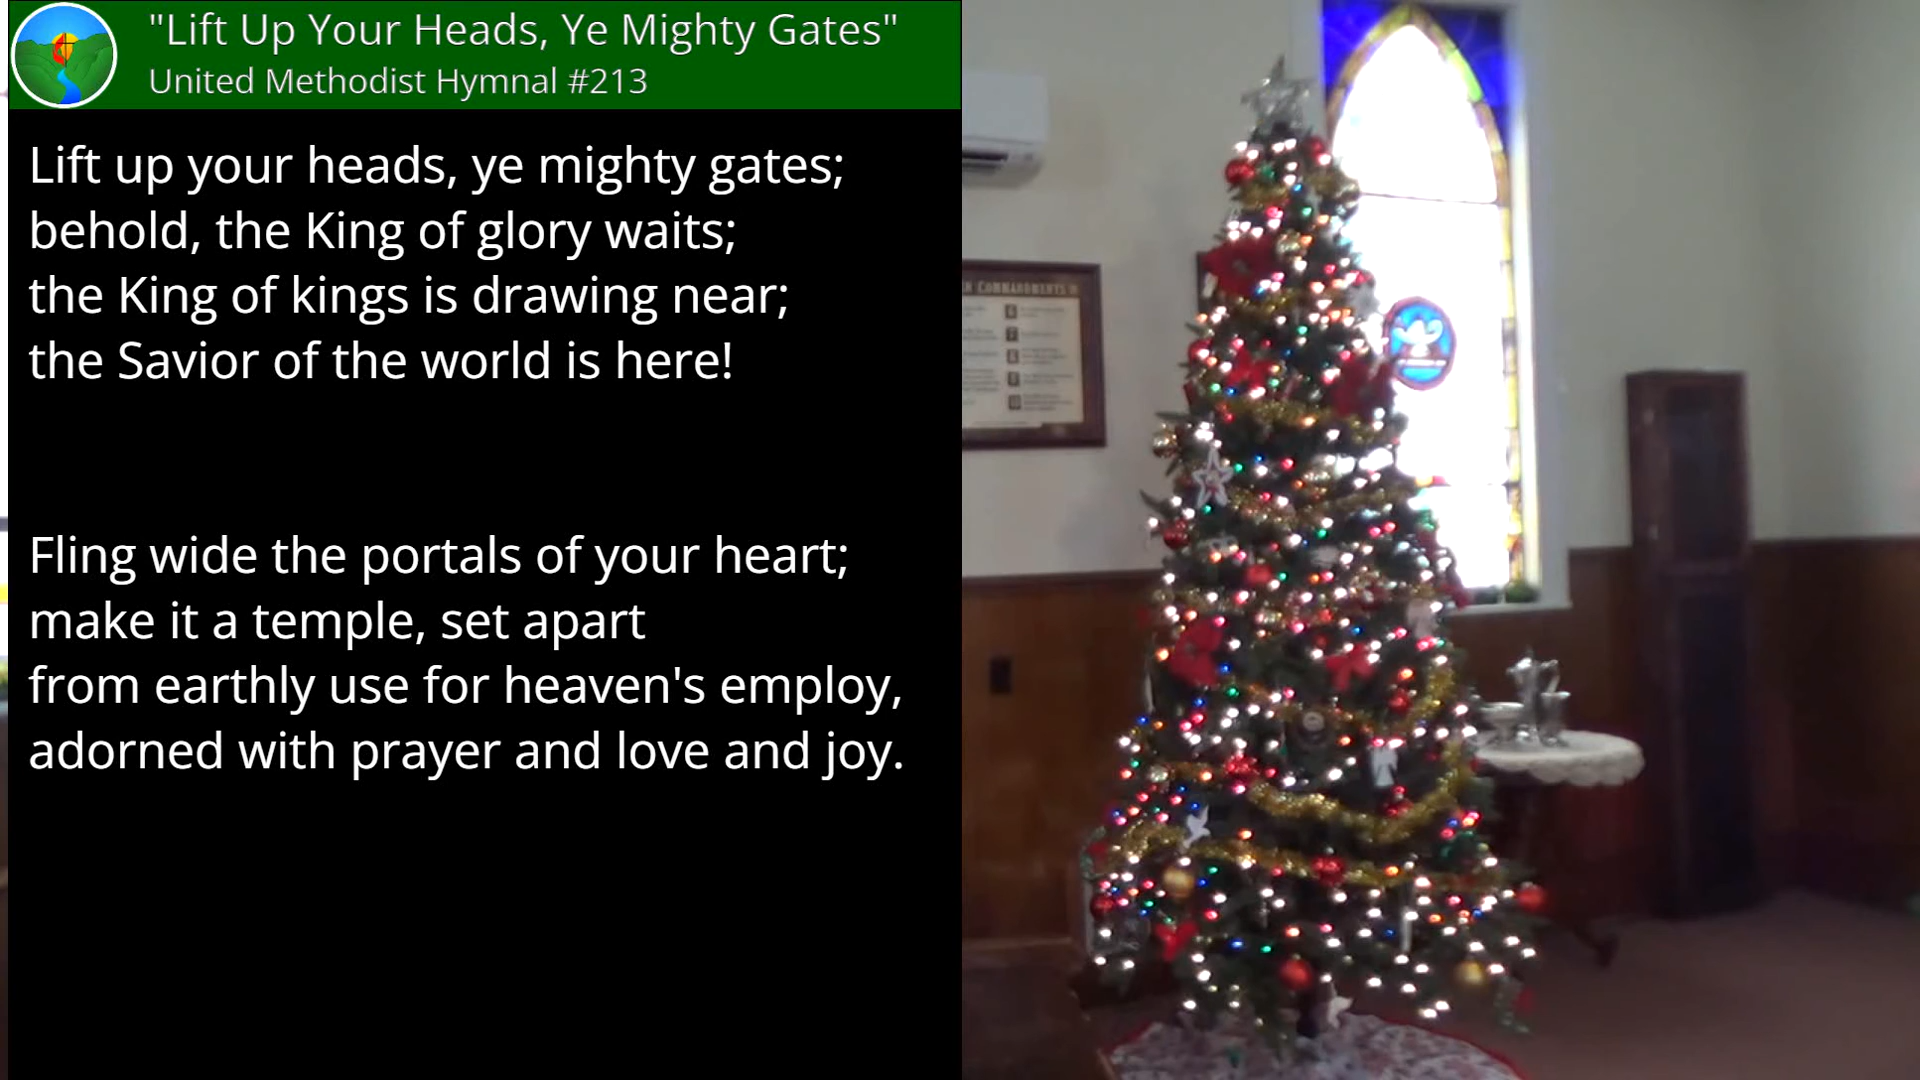 "Lift Up Your Heads, Ye Mighty Gates"
United Methodist Hymnal #213
Lift up your heads, ye mighty gates;
behold, the King of glory waits;
the King of kings is drawing near;
the Savior of the world is here!
Fling wide the portals of your heart;
make it a temple, set apart
from earthly use for heaven's employ,
adorned with prayer and love and joy.
COMMANDMENTS